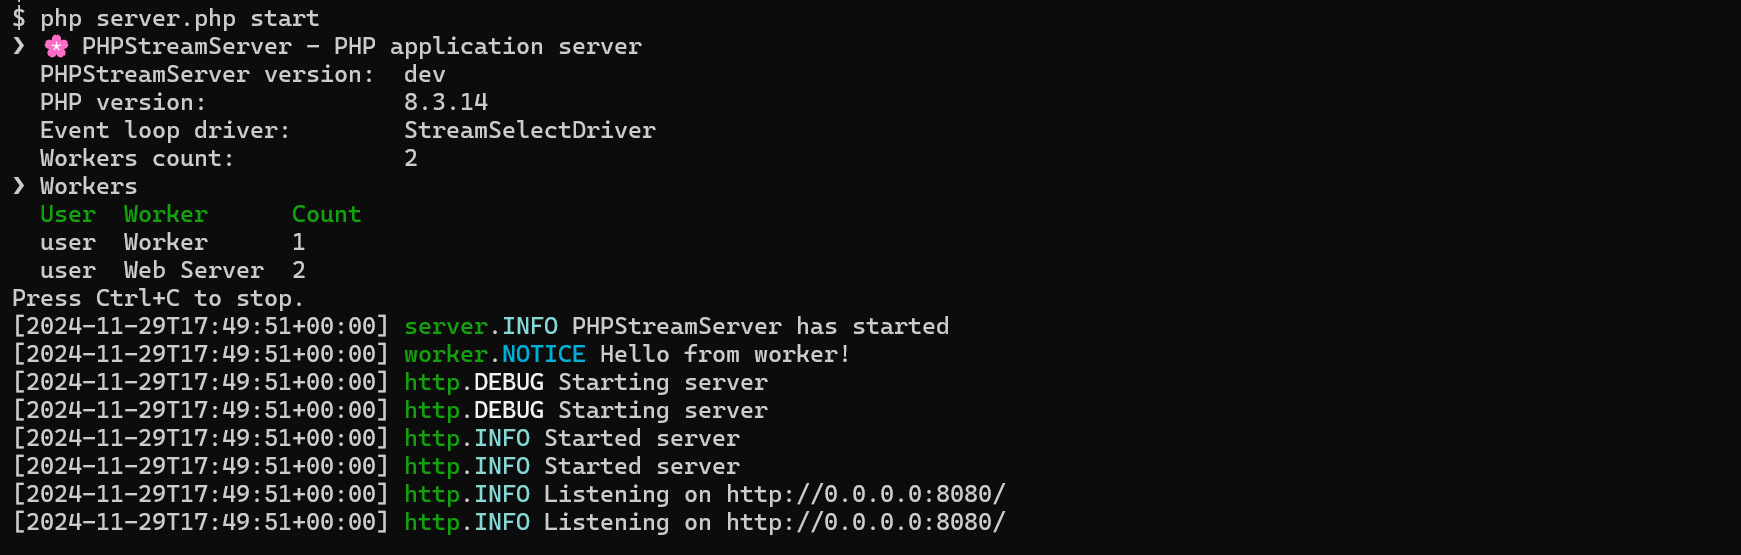 $ php server.php start
❯ 🌸 PHPStreamServer – PHP application server
PHPStreamServer version: dev
PHP version: 8.3.14
Event loop driver: StreamSelectDriver
Workers count: 2
❯ Workers
User Worker Count
user Worker 1
user Web Server 2
Press Ctrl+C to stop.
[2024-11-29T17:49:51+00:00] server.INFO PHPStreamServer has started
[2024-11-29T17:49:51+00:00] worker.NOTICE Hello from worker!
[2024-11-29T17:49:51+00:00] http.DEBUG Starting server
[2024-11-29T17:49:51+00:00] http.DEBUG Starting server
[2024-11-29T17:49:51+00:00] http.INFO Started server
[2024-11-29T17:49:51+00:00] http.INFO Started server
[2024-11-29T17:49:51+00:00] http.INFO Listening on http://0.0.0.0:8080/
[2024-11-29T17:49:51+00:00] http.INFO Listening on http://0.0.0.0:8080/